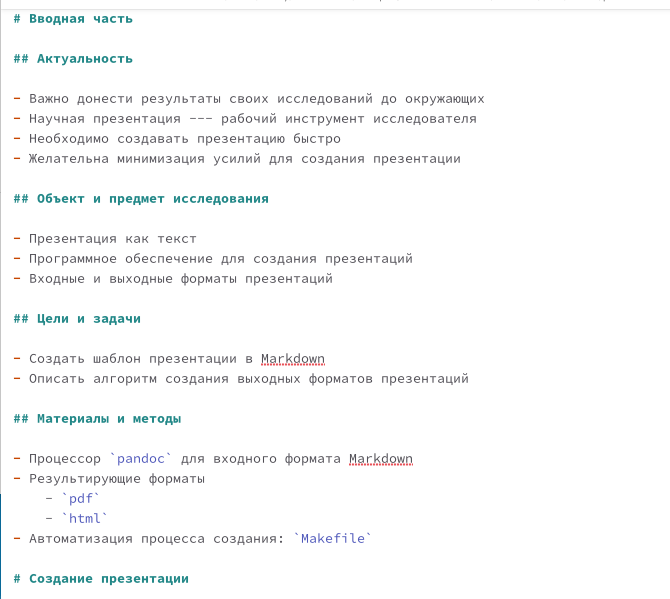 # Вводная часть
## Актуальность
- Важно донести результаты своих исследований до окружающих
- Научная презентация --- рабочий инструмент исследователя
- Необходимо создавать презентацию быстро
- Желательна минимизация усилий для создания презентации
## Объект и предмет исследования
- Презентация как текст
- Программное обеспечение для создания презентаций
- Входные и выходные форматы презентаций
## Цели и задачи
- Создать шаблон презентации в Markdown
- Описать алгоритм создания выходных форматов презентаций
## Материалы и методы
- Процессор `pandoc` для входного формата Markdown
- Результирующие форматы
    - `pdf`
    - `html`
- Автоматизация процесса создания: `Makefile`
# Создание презентации